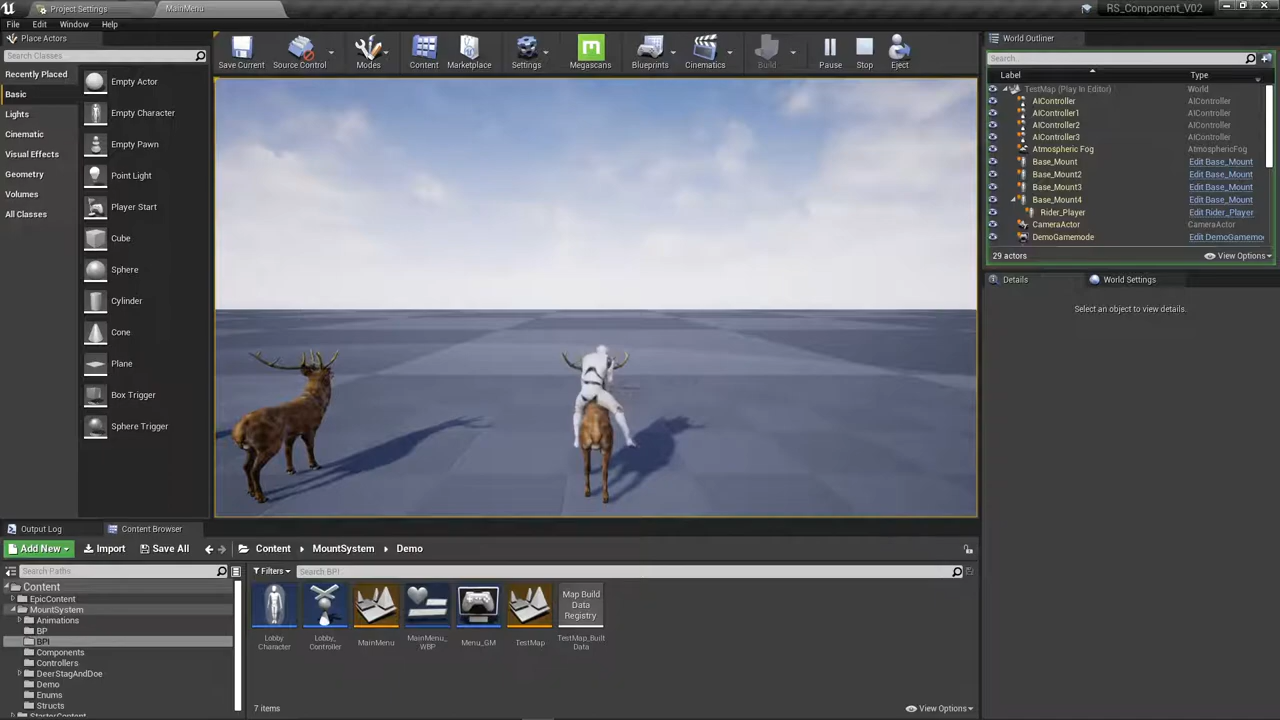 Project Settings
MainMenu
RS_Component_V02
File
Edit
Window
Help
Place Actors
Search Classes
Recently Placed
Basic
Lights
Cinematic
Visual Effects
Geometry
Volumes
All Classes
Empty Actor
Empty Character
Empty Pawn
Point Light
Player Start
Cube
Sphere
Cylinder
Cone
Plane
Box Trigger
Sphere Trigger
Save Current
Source Control
Modes
Content
Marketplace
Settings
Megascans
Blueprints
Cinematics
Build
Pause
Stop
Eject
World Outliner
Search...
Label
Type
TestMap (Play In Editor)
World
AIController
AIController
AIController1
AIController
AIController2
AIController
AIController3
AIController
Atmospheric Fog
AtmosphericFog
Base_Mount
Edit Base_Mount
Base_Mount2
Edit Base_Mount
Base_Mount3
Edit Base_Mount
Base_Mount4
Edit Base_Mount
Rider_Player
Edit Rider_Player
CameraActor
CameraActor
DemoGamemode
Edit DemoGamemo
29 actors
View Options
Details
World Settings
Select an object to view details.
Output Log
Content Browser
Add New
Import
Save All
Content
MountSystem
Demo
Search Paths
Filters
Search BPI
Content
EpicContent
MountSystem
Animations
BP
BPI
Components
Controllers
DeerStagAndDoe
Demo
Enums
Structs
StarterContent
Lobby
Character
Lobby_
Controller
MainMenu
MainMenu_
WBP
Menu_GM
TestMap
Map Build
Data
Registry
TestMap_Built
Data
7 items
View Options